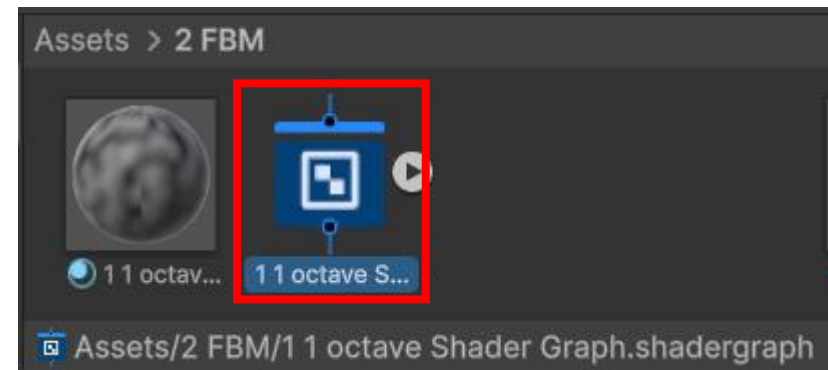 Assets > 2 FBM
1 1 octav...
1 1 octave S...
Assets/2 FBM/1 1 octave Shader Graph.shadergraph